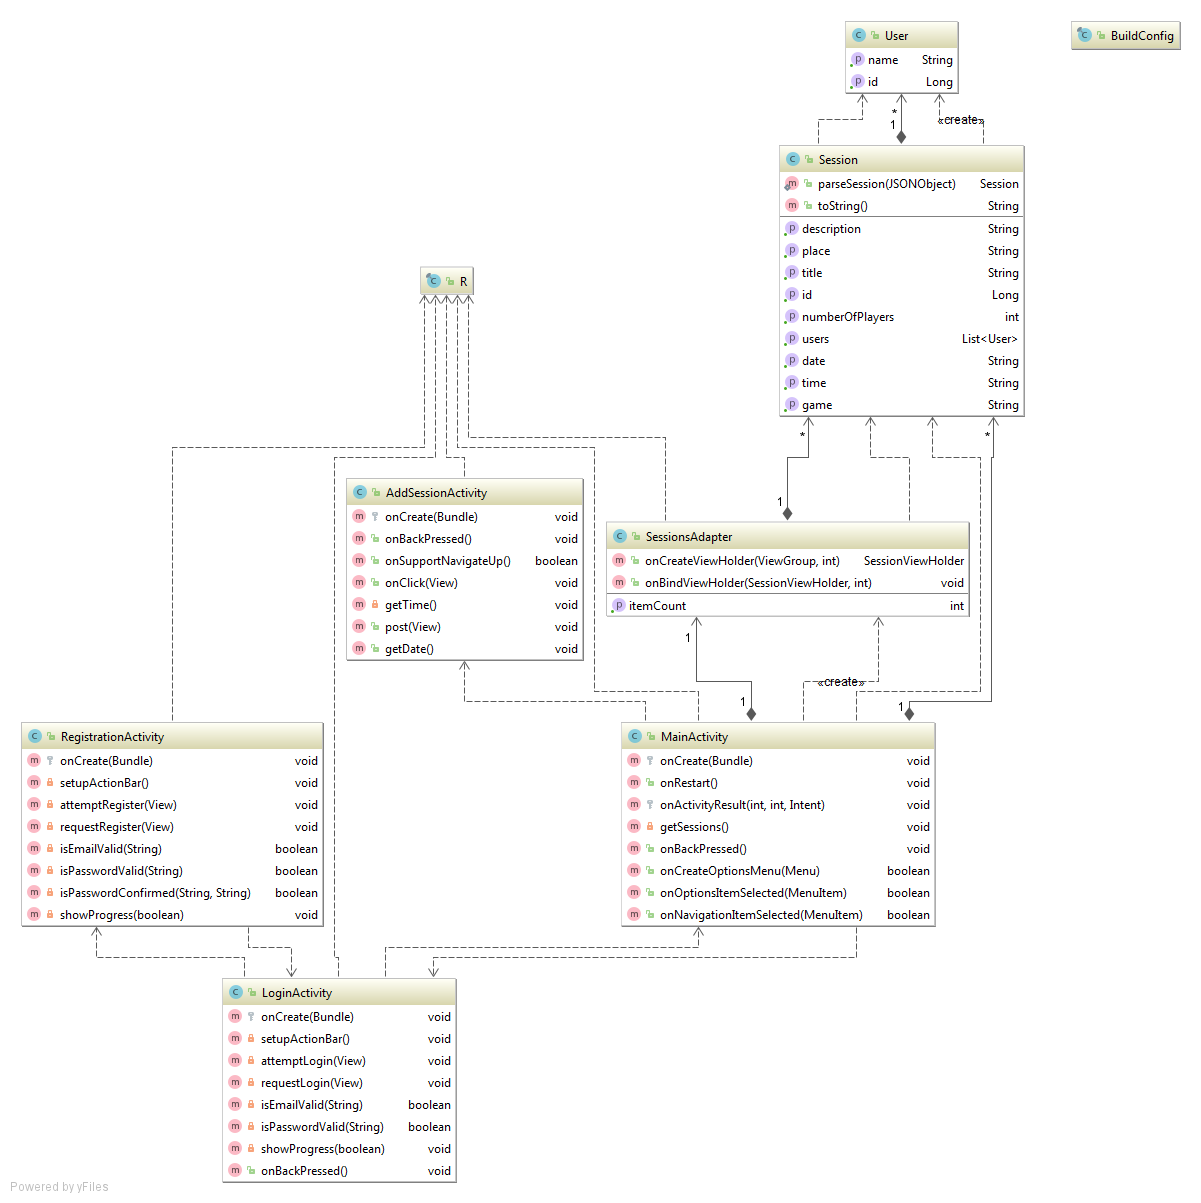 User
name String
id Long
BuildConfig
*
1
«create»
Session
parseSession(JSONObject) Session
toString() String
description String
place String
title String
id Long
numberOfPlayers int
users List<User>
date String
time String
game String
R
*
*
1
AddSessionActivity
onCreate(Bundle) void
onBackPressed() void
onSupportNavigateUp() boolean
onClick(View) void
getTime() void
post(View) void
getDate() void
SessionsAdapter
onCreateViewHolder(ViewGroup, int) SessionViewHolder
onBindViewHolder(SessionViewHolder, int) void
itemCount int
1
«create»
1
1
RegistrationActivity
onCreate(Bundle) void
setupActionBar() void
attemptRegister(View) void
requestRegister(View) void
isEmailValid(String) boolean
isPasswordValid(String) boolean
isPasswordConfirmed(String, String) boolean
showProgress(boolean) void
MainActivity
onCreate(Bundle) void
onRestart() void
onActivityResult(int, int, Intent) void
getSessions() void
onBackPressed() void
onCreateOptionsMenu(Menu) boolean
onOptionsItemSelected(MenuItem) boolean
onNavigationItemSelected(MenuItem) boolean
LoginActivity
onCreate(Bundle) void
setupActionBar() void
attemptLogin(View) void
requestLogin(View) void
isEmailValid(String) boolean
isPasswordValid(String) boolean
showProgress(boolean) void
onBackPressed() void
Powered by yFiles